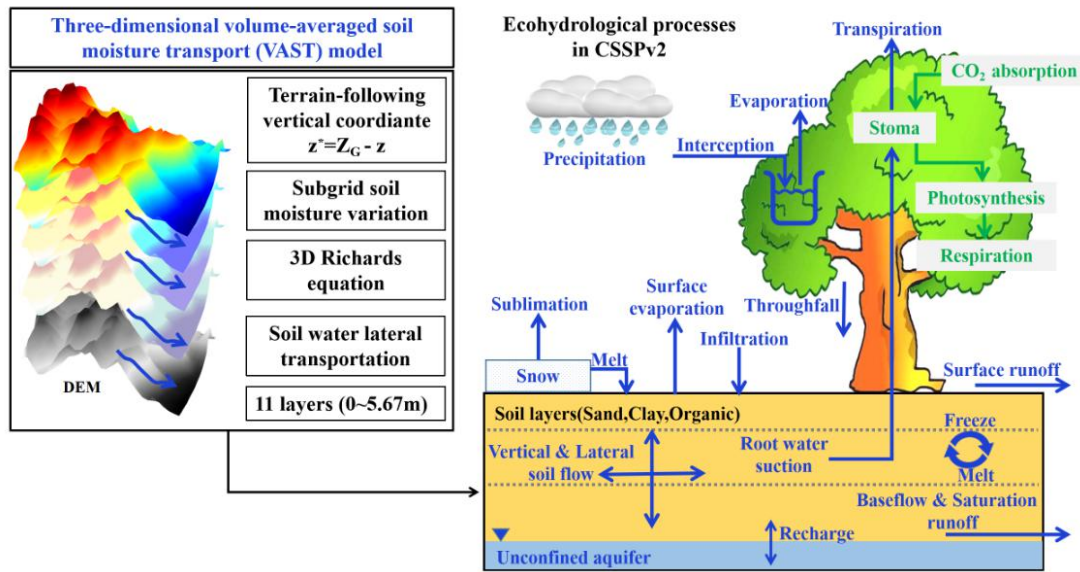 Three-dimensional volume-averaged soil
moisture transport (VAST) model
Terrain-following
vertical coordiante
z*=Z_G - z
Subgrid soil
moisture variation
3D Richards
equation
Soil water lateral
transportation
11 layers (0~5.67m)
DEM
Ecohydrological processes
in CSSPv2
Precipitation
Interception
Evaporation
Transpiration
CO₂ absorption
Stoma
Photosynthesis
Respiration
Throughfall
Sublimation
Surface
evaporation
Infiltration
Melt
Snow
Surface runoff
Soil layers(Sand,Clay,Organic)
Vertical & Lateral
soil flow
Root water
suction
Freeze
Melt
Baseflow & Saturation
runoff
Recharge
Unconfined aquifer